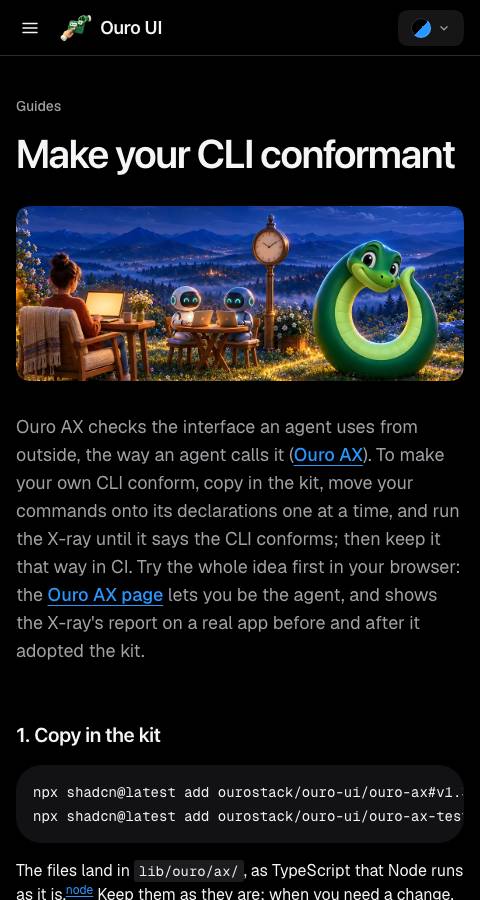 Ouro UI
Guides
Make your CLI conformant
Ouro AX checks the interface an agent uses from
outside, the way an agent calls it (Ouro AX). To make
your own CLI conform, copy in the kit, move your
commands onto its declarations one at a time, and run
the X-ray until it says the CLI conforms; then keep it
that way in CI. Try the whole idea first in your browser:
the Ouro AX page lets you be the agent, and shows
the X-ray's report on a real app before and after it
adopted the kit.
1. Copy in the kit
npx shadcn@latest add ourostack/ouro-ui/ouro-ax#v1.
npx shadcn@latest add ourostack/ouro-ui/ouro-ax-tes
The files land in lib/ouro/ax/, as TypeScript that Node runs
as it is.node Keep them as they are: when you need a change,